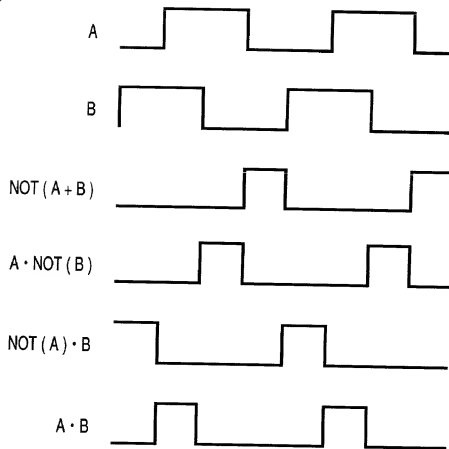 A
B
NOT (A + B)
A · NOT (B)
NOT (A) · B
A · B